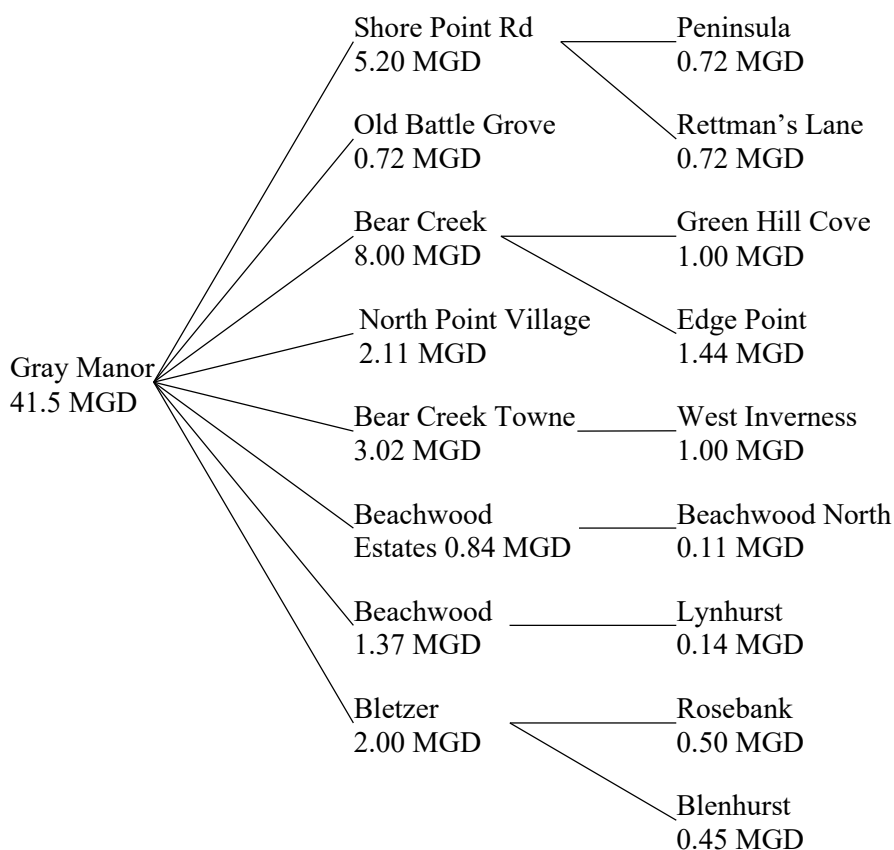 Shore Point Rd
5.20 MGD
Peninsula
0.72 MGD
Old Battle Grove
0.72 MGD
Rettman’s Lane
0.72 MGD
Bear Creek
8.00 MGD
Green Hill Cove
1.00 MGD
North Point Village
2.11 MGD
Edge Point
1.44 MGD
Gray Manor
41.5 MGD
Bear Creek Towne
3.02 MGD
West Inverness
1.00 MGD
Beachwood
Estates 0.84 MGD
Beachwood North
0.11 MGD
Beachwood
1.37 MGD
Lynhurst
0.14 MGD
Bletzer
2.00 MGD
Rosebank
0.50 MGD
Blenhurst
0.45 MGD